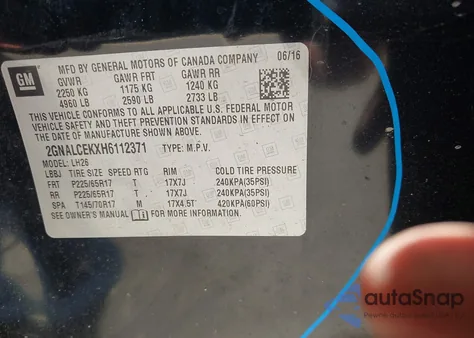 GM
MFD BY GENERAL MOTORS OF CANADA COMPANY 06/16
GVWR GAWR FRT GAWR RR
2250 KG 1175 KG 1240 KG
4960 LB 2590 LB 2733 LB
THIS VEHICLE CONFORMS TO ALL APPLICABLE U.S. FEDERAL MOTOR
VEHICLE SAFETY AND THEFT PREVENTION STANDARDS IN
EFFECT ON THE DATE OF MANUFACTURE SHOWN ABOVE.
2GNALCEKXH6112371 TYPE: M.P.V.
MODEL: LH26
LBBJ TIRE SIZE SPEED RTG RIM COLD TIRE PRESSURE
FRT P225/65R17 T 17X7J 240KPA(35PSI)
RR P225/65R17 T 17X7J 240KPA(35PSI)
SPA T145/70R17 M 17X4.5T 420KPA(60PSI)
SEE OWNER'S MANUAL FOR MORE INFORMATION.
autoSnap